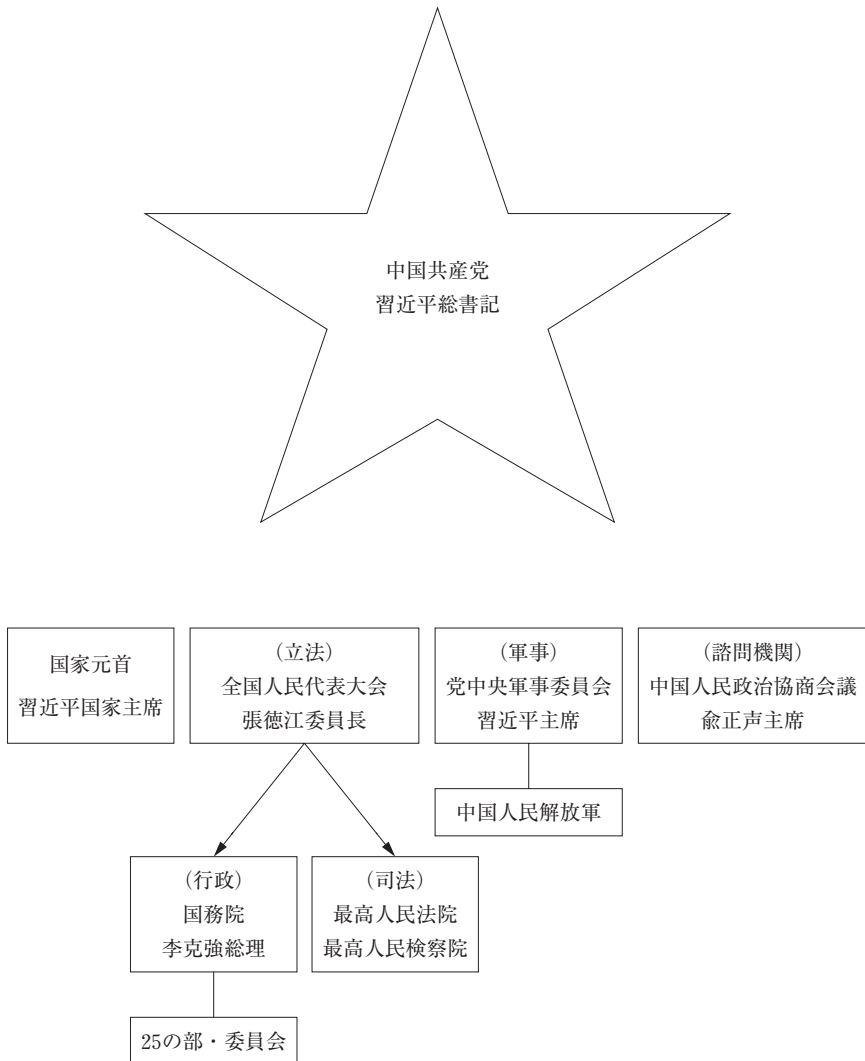 中国共産党
習近平総書記
国家元首
習近平国家主席
(立法)
全国人民代表大会
張徳江委員長
(軍事)
党中央軍事委員会
習近平主席
(諮問機関)
中国人民政治協商会議
兪正声主席
中国人民解放軍
(行政)
国務院
李克強総理
(司法)
最高人民法院
最高人民検察院
25の部・委員会